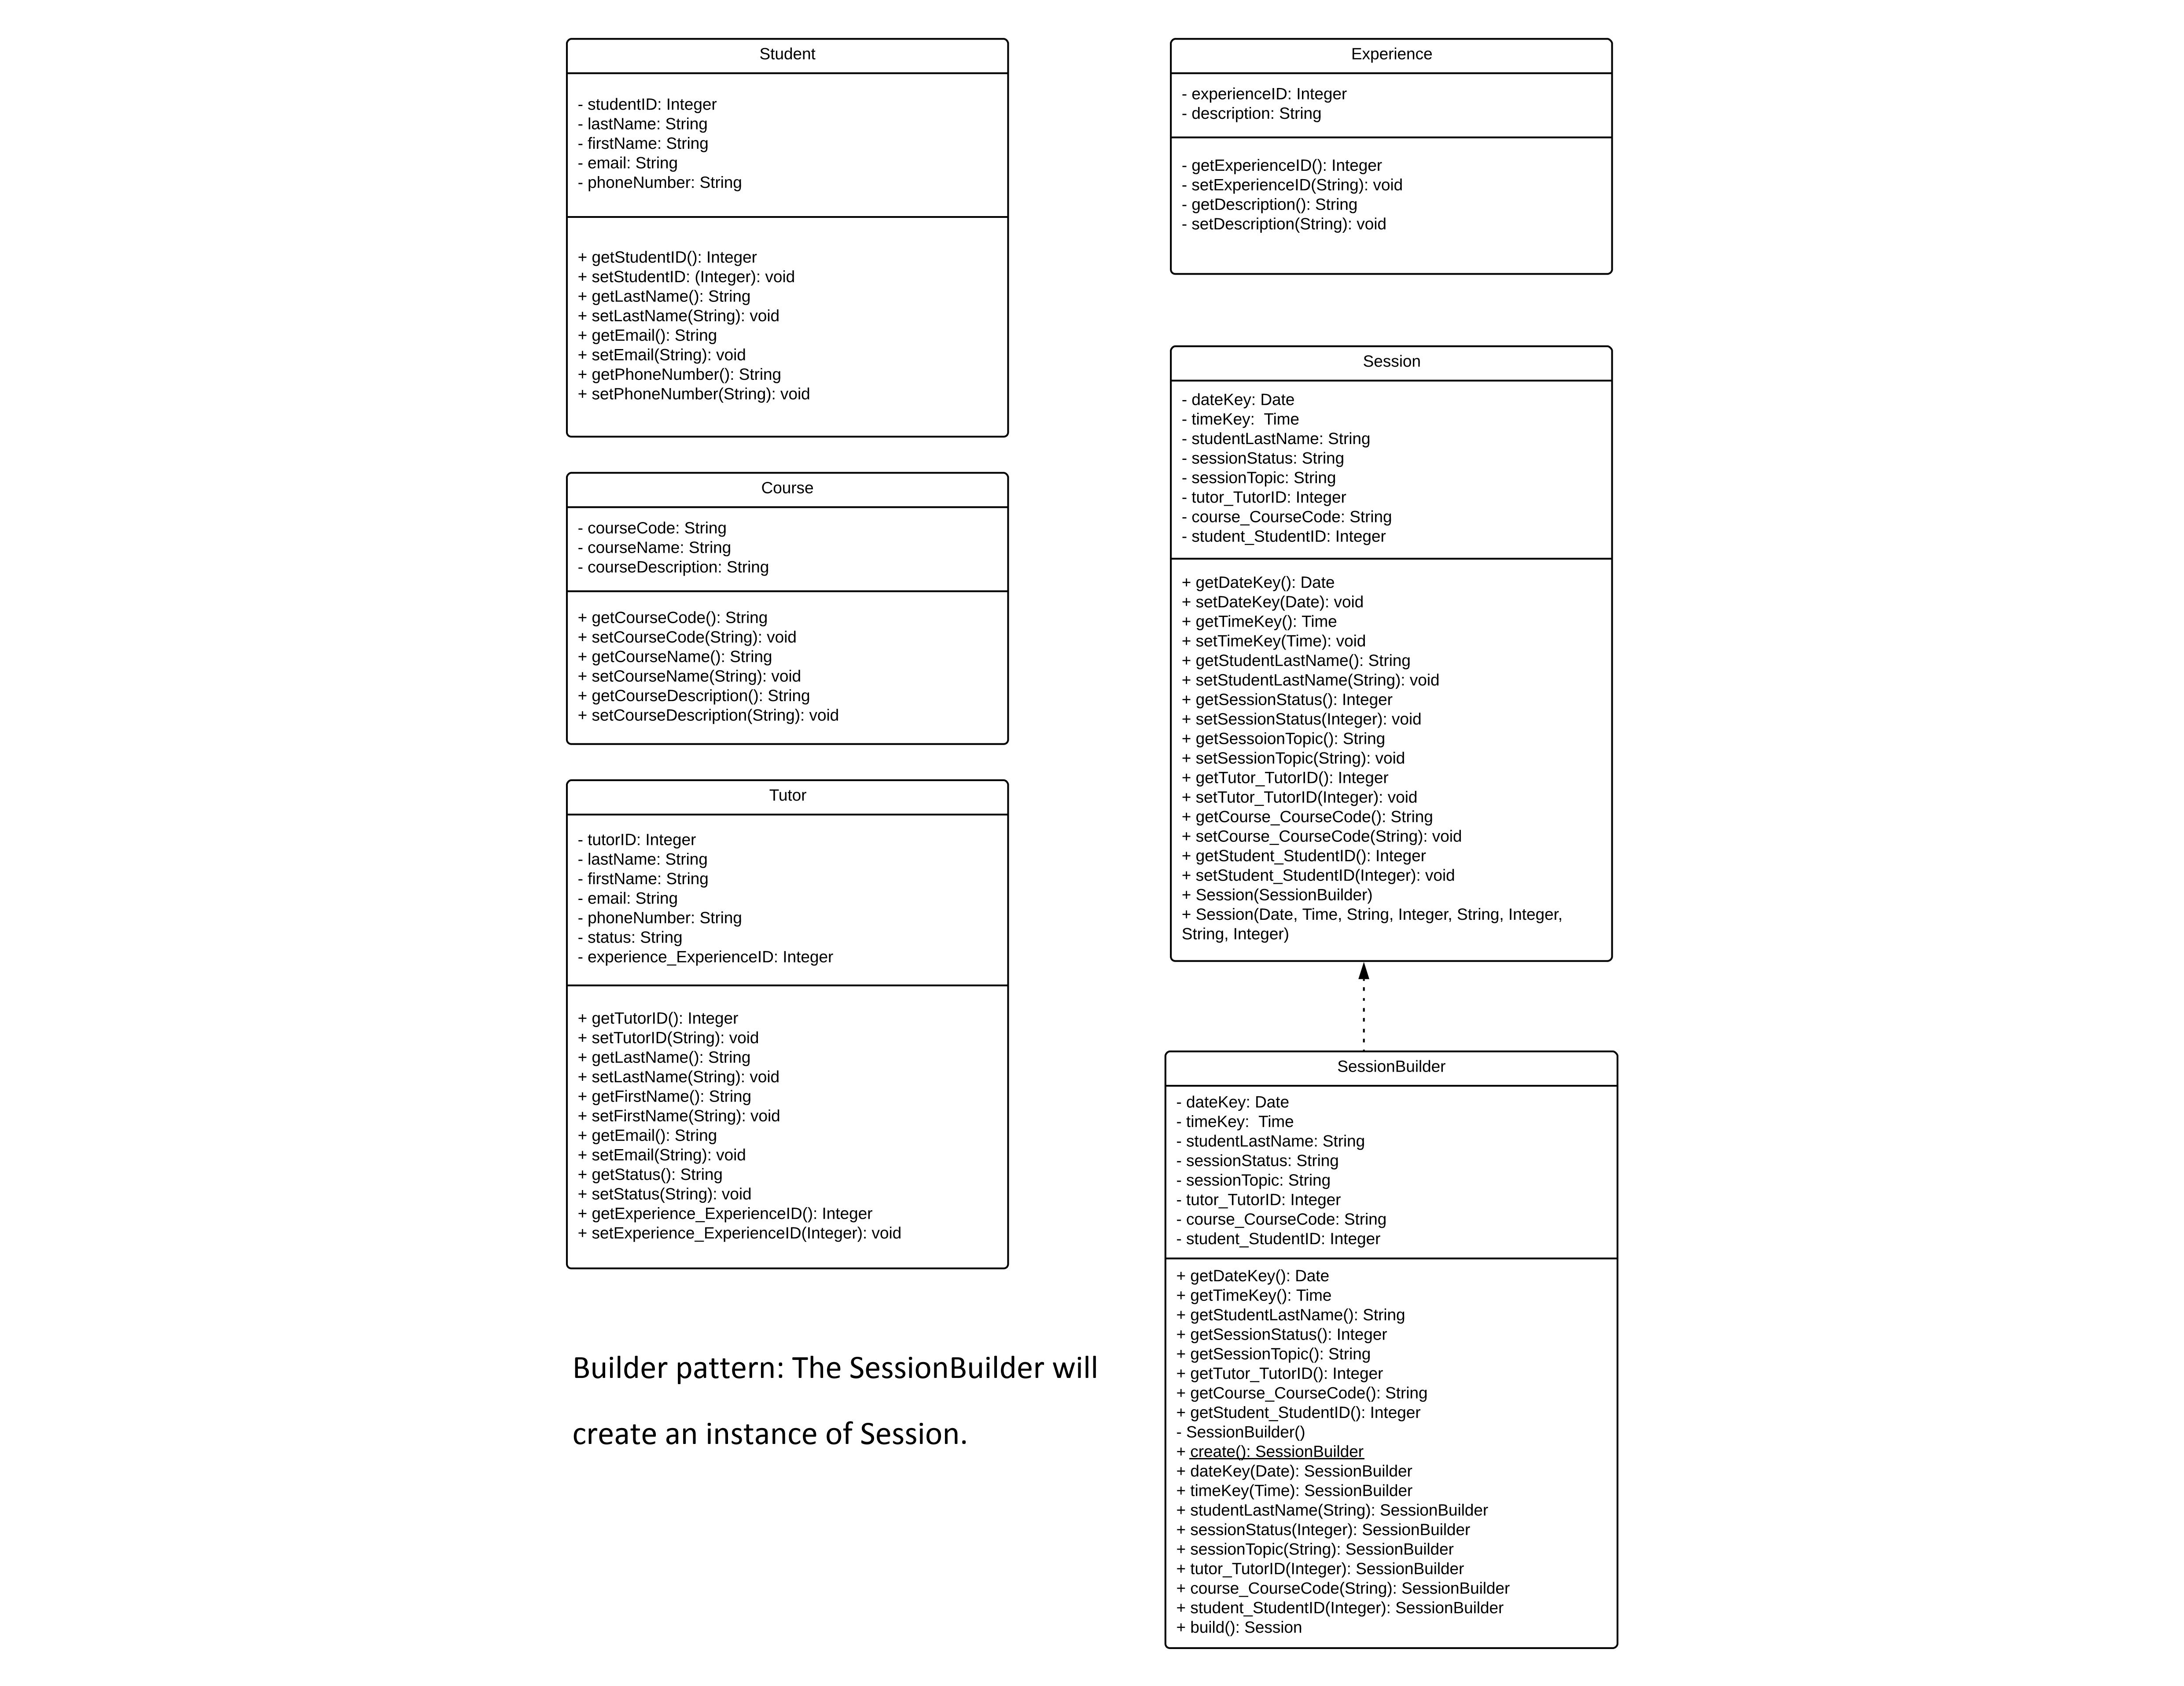 Student
- studentID: Integer
- lastName: String
- firstName: String
- email: String
- phoneNumber: String
+ getStudentID(): Integer
+ setStudentID: (Integer): void
+ getLastName(): String
+ setLastName(String): void
+ getEmail(): String
+ setEmail(String): void
+ getPhoneNumber(): String
+ setPhoneNumber(String): void
Course
- courseCode: String
- courseName: String
- courseDescription: String
+ getCourseCode(): String
+ setCourseCode(String): void
+ getCourseName(): String
+ setCourseName(String): void
+ getCourseDescription(): String
+ setCourseDescription(String): void
Tutor
- tutorID: Integer
- lastName: String
- firstName: String
- email: String
- phoneNumber: String
- status: String
- experience_ExperienceID: Integer
+ getTutorID(): Integer
+ setTutorID(String): void
+ getLastName(): String
+ setLastName(String): void
+ getFirstName(): String
+ setFirstName(String): void
+ getEmail(): String
+ setEmail(String): void
+ getStatus(): String
+ setStatus(String): void
+ getExperience_ExperienceID(): Integer
+ setExperience_ExperienceID(Integer): void
Builder pattern: The SessionBuilder will
create an instance of Session.
Experience
- experienceID: Integer
- description: String
- getExperienceID(): Integer
- setExperienceID(String): void
- getDescription(): String
- setDescription(String): void
Session
- dateKey: Date
- timeKey:  Time
- studentLastName: String
- sessionStatus: String
- sessionTopic: String
- tutor_TutorID: Integer
- course_CourseCode: String
- student_StudentID: Integer
+ getDateKey(): Date
+ setDateKey(Date): void
+ getTimeKey(): Time
+ setTimeKey(Time): void
+ getStudentLastName(): String
+ setStudentLastName(String): void
+ getSessionStatus(): Integer
+ setSessionStatus(Integer): void
+ getSessoionTopic(): String
+ setSessionTopic(String): void
+ getTutor_TutorID(): Integer
+ setTutor_TutorID(Integer): void
+ getCourse_CourseCode(): String
+ setCourse_CourseCode(String): void
+ getStudent_StudentID(): Integer
+ setStudent_StudentID(Integer): void
+ Session(SessionBuilder)
+ Session(Date, Time, String, Integer, String, Integer,
String, Integer)
SessionBuilder
- dateKey: Date
- timeKey:  Time
- studentLastName: String
- sessionStatus: String
- sessionTopic: String
- tutor_TutorID: Integer
- course_CourseCode: String
- student_StudentID: Integer
+ getDateKey(): Date
+ getTimeKey(): Time
+ getStudentLastName(): String
+ getSessionStatus(): Integer
+ getSessionTopic(): String
+ getTutor_TutorID(): Integer
+ getCourse_CourseCode(): String
+ getStudent_StudentID(): Integer
- SessionBuilder()
+ create(): SessionBuilder
+ dateKey(Date): SessionBuilder
+ timeKey(Time): SessionBuilder
+ studentLastName(String): SessionBuilder
+ sessionStatus(Integer): SessionBuilder
+ sessionTopic(String): SessionBuilder
+ tutor_TutorID(Integer): SessionBuilder
+ course_CourseCode(String): SessionBuilder
+ student_StudentID(Integer): SessionBuilder
+ build(): Session